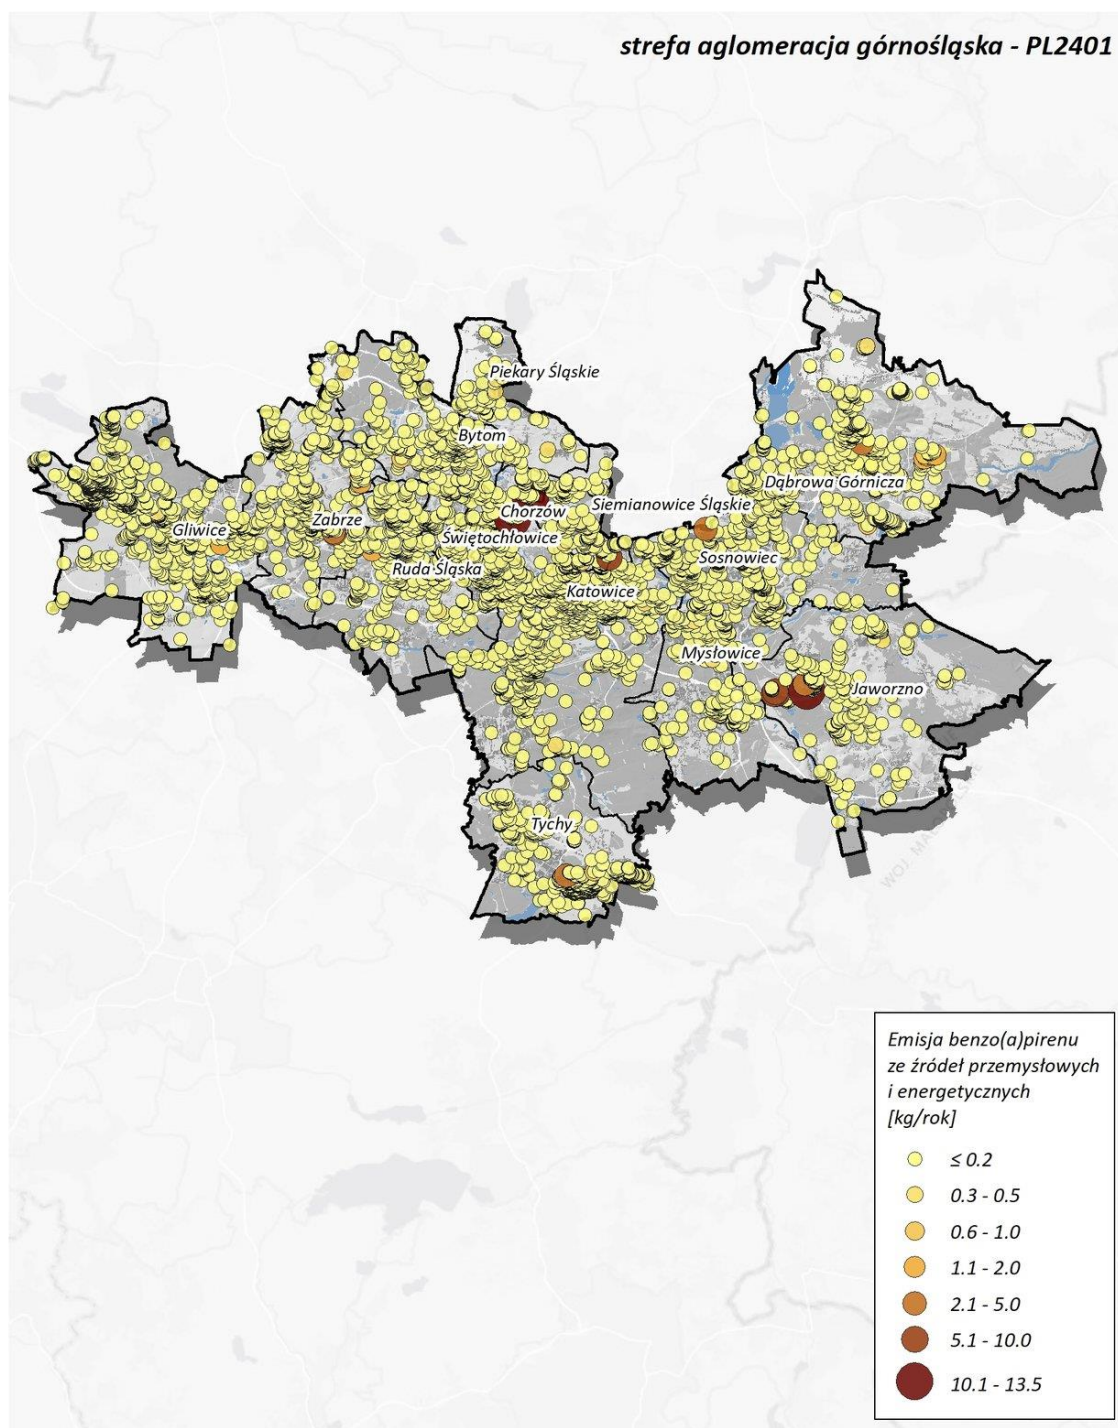 strefa aglomeracja górnośląska - PL2401
Piekary Śląskie
Bytom
Dąbrowa Górnicza
Siemianowice Śląskie
Chorzów
Zabrze
Gliwice
Świętochłowice
Sosnowiec
Ruda Śląska
Katowice
Mysłowice
Jaworzno
Tychy
WOJ. MA
Emisja benzo(a)pirenu
ze źródeł przemysłowych
i energetycznych
[kg/rok]
≤ 0.2
0.3 - 0.5
0.6 - 1.0
1.1 - 2.0
2.1 - 5.0
5.1 - 10.0
10.1 - 13.5